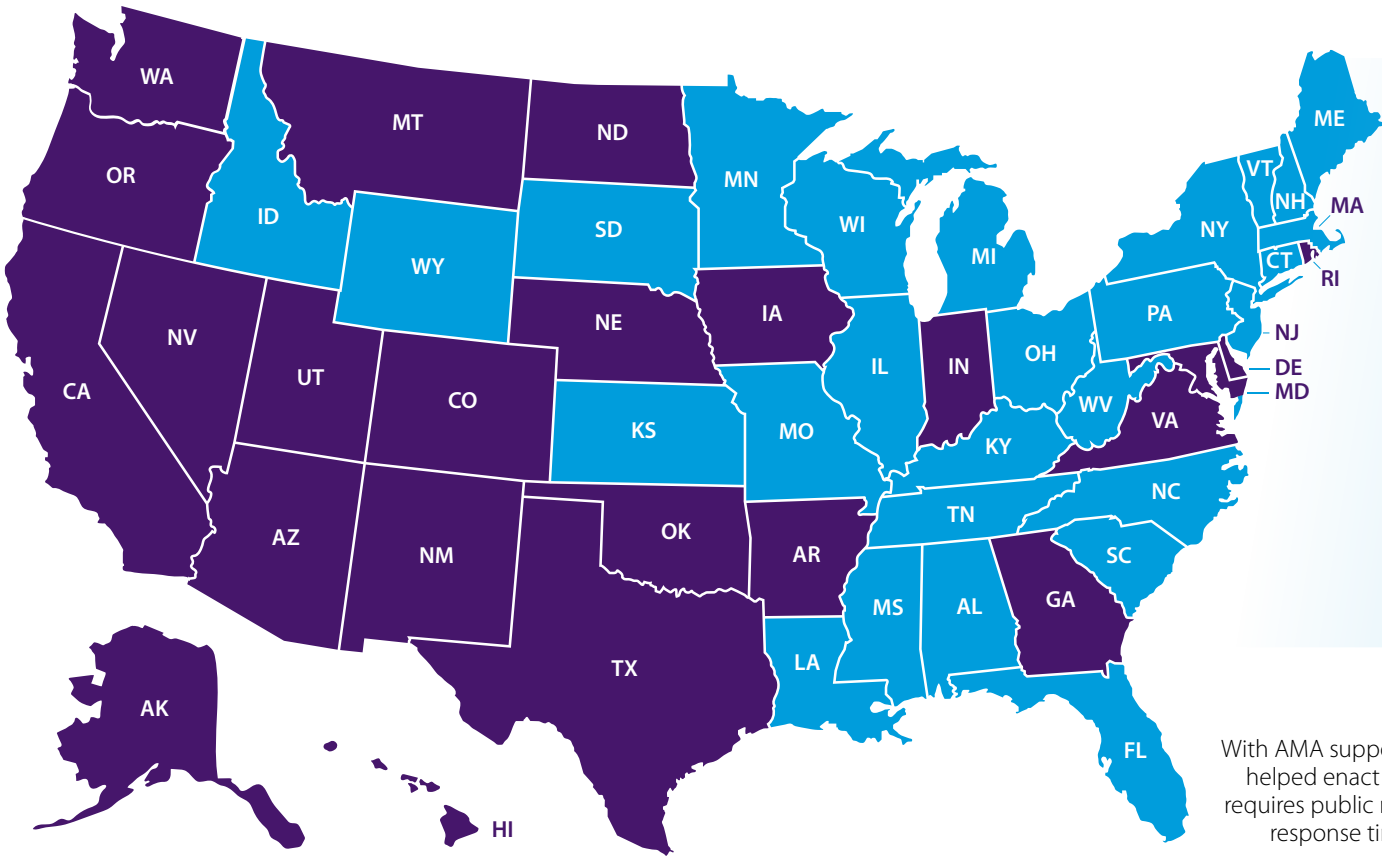 WA
MT
ND
OR
ID
MN
ME
VT
NH
MA
SD
WI
NY
WY
MI
CT
RI
NE
IA
PA
NV
NJ
UT
IL
IN
OH
DE
CA
CO
MD
WV
VA
KS
MO
KY
NC
TN
OK
AZ
NM
AR
SC
MS
AL
GA
LA
TX
AK
FL
HI
With AMA
helped enact
requires public
response